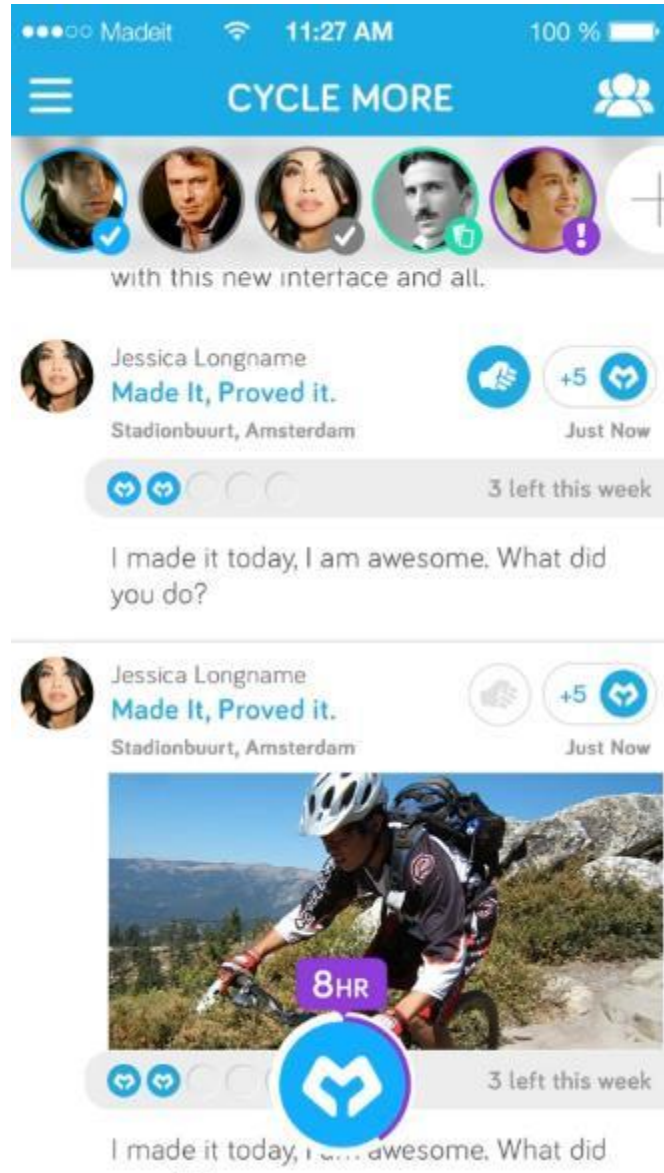 Madeit 11:27 AM 100 %
CYCLE MORE
with this new interface and all.
Jessica Longname
Made It, Proved it.
+5
Stadionbuurt, Amsterdam
Just Now
3 left this week
I made it today, I am awesome. What did
you do?
Jessica Longname
Made It, Proved it.
+5
Stadionbuurt, Amsterdam
Just Now
8HR
3 left this week
I made it today, I am awesome. What did